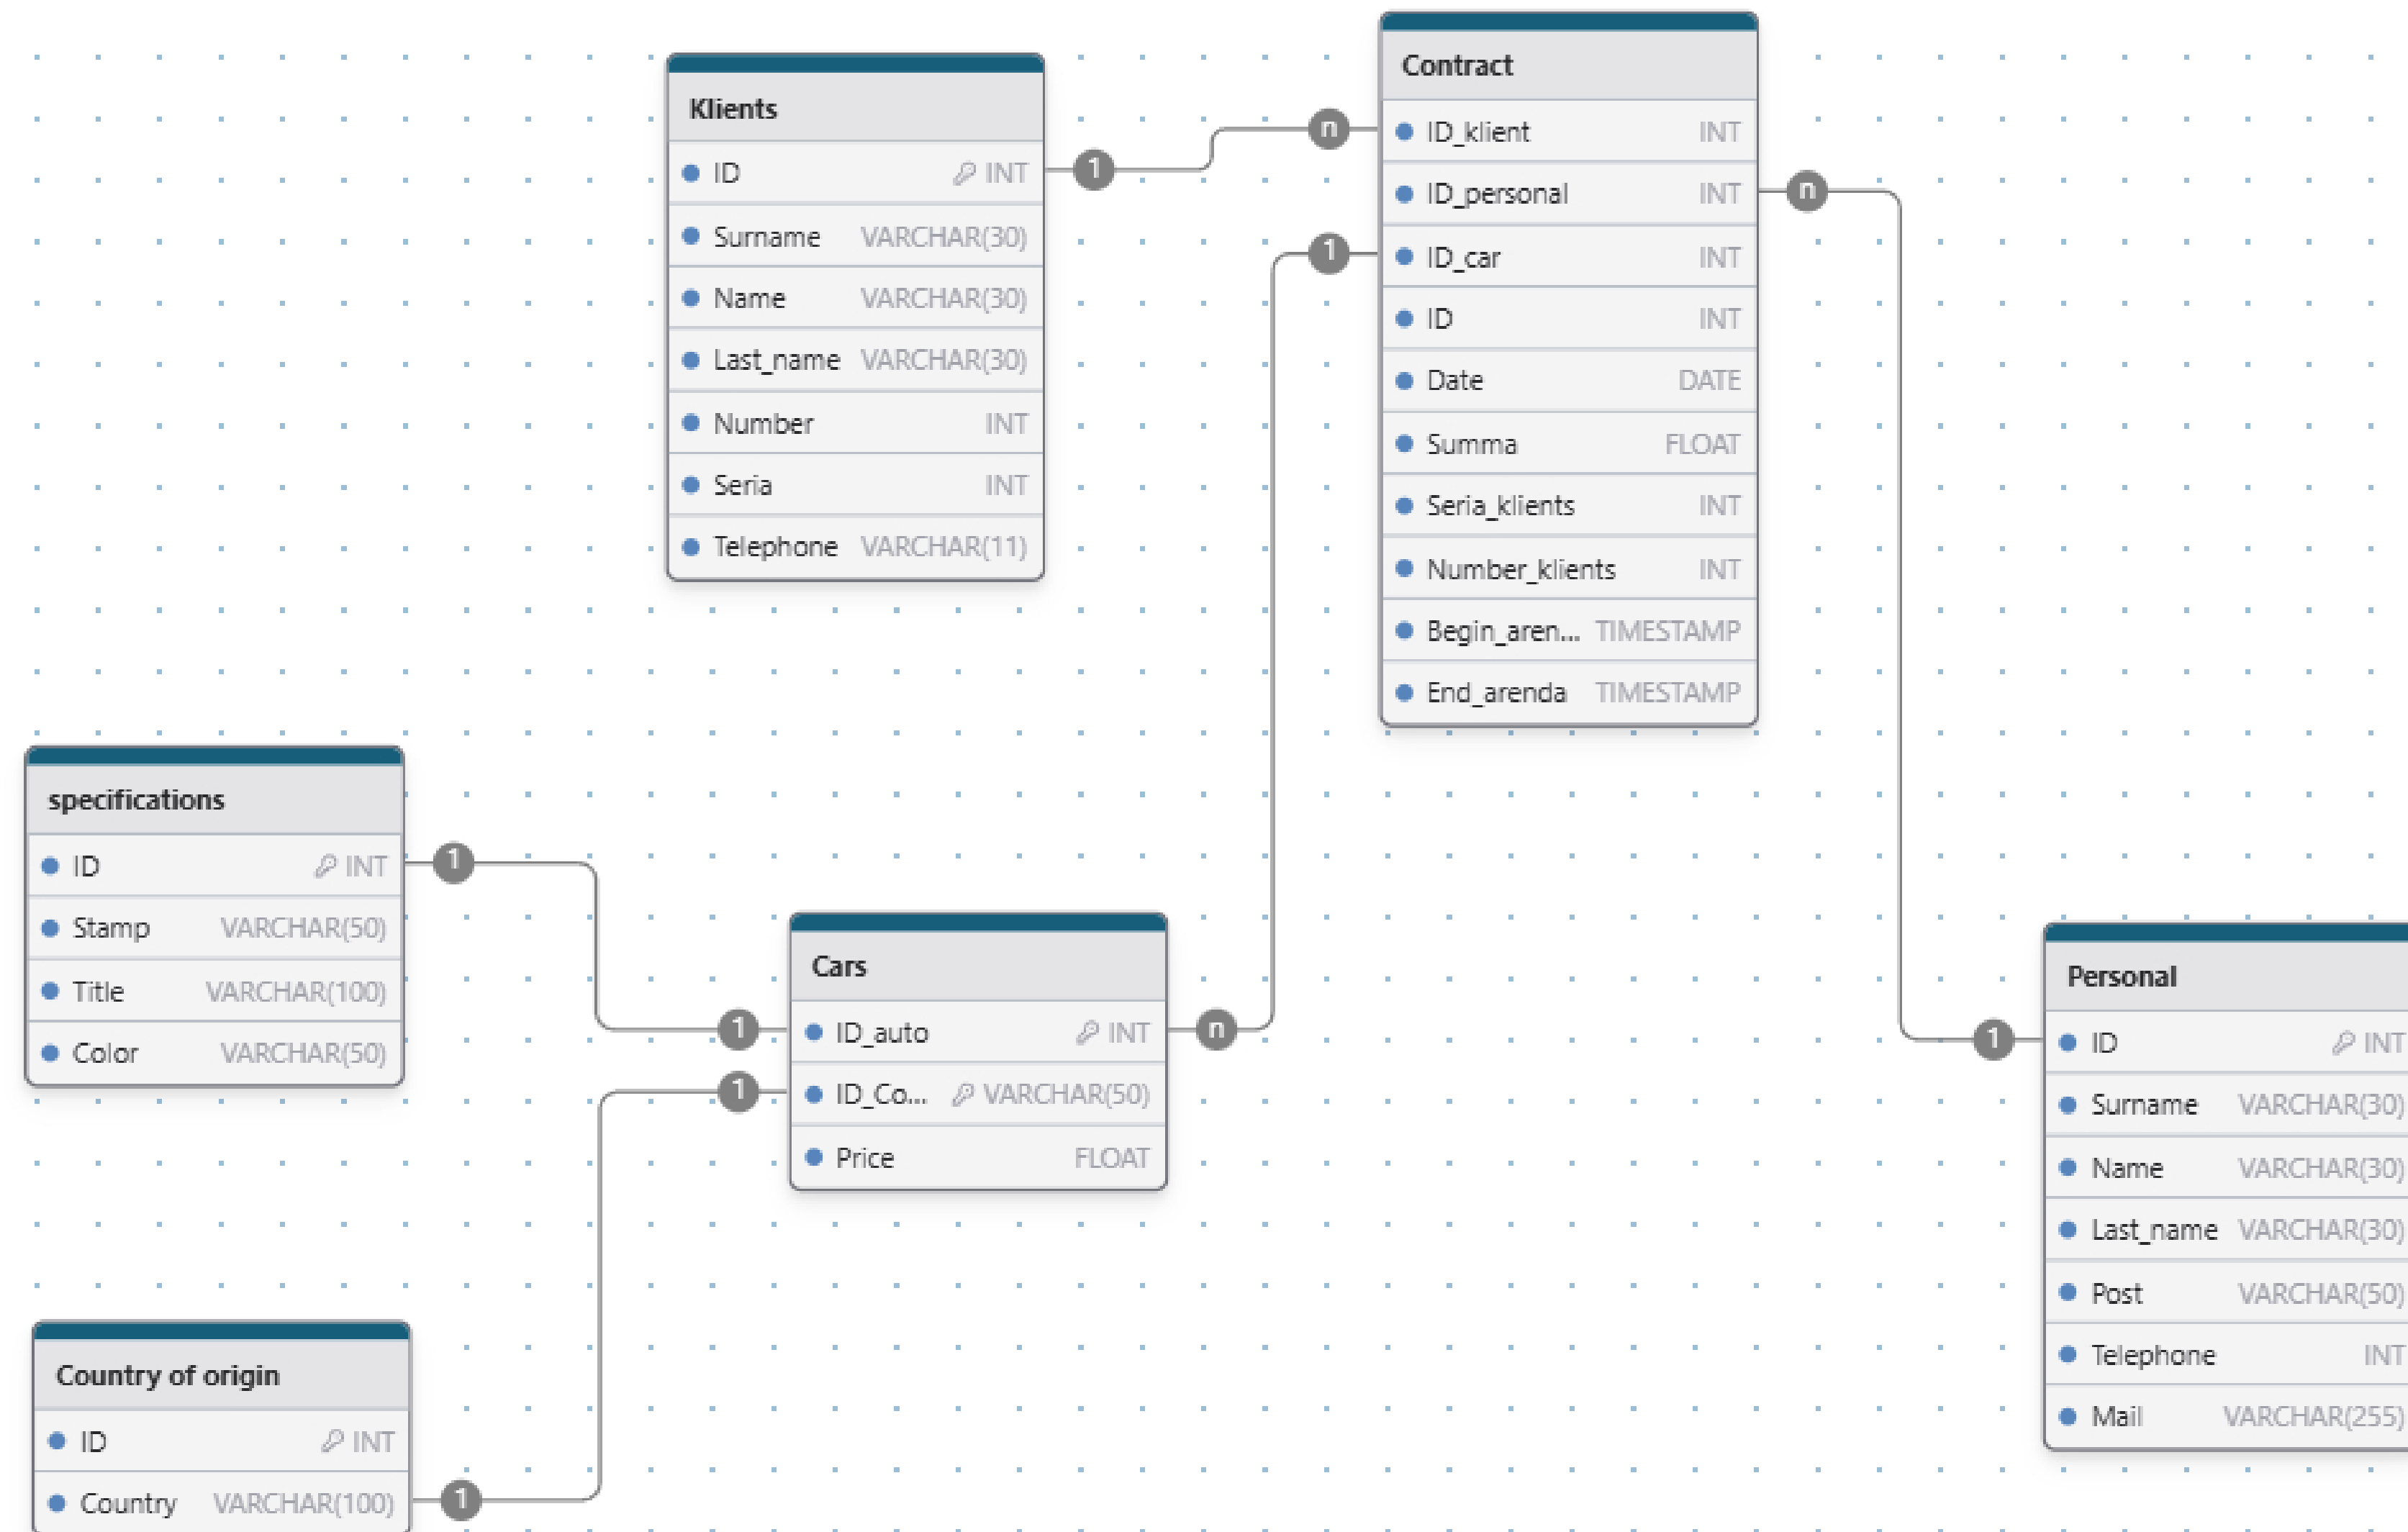 Klients
ID INT
Surname VARCHAR(30)
Name VARCHAR(30)
Last_name VARCHAR(30)
Number INT
Seria INT
Telephone VARCHAR(11)
1
n
Contract
ID_klient INT
ID_personal INT
ID_car INT
ID INT
Date DATE
Summa FLOAT
Seria_klients INT
Number_klients INT
Begin_aren... TIMESTAMP
End_arenda TIMESTAMP
n
1
specifications
ID INT
Stamp VARCHAR(50)
Title VARCHAR(100)
Color VARCHAR(50)
1
1
1
Cars
ID_auto INT
ID_Co... VARCHAR(50)
Price FLOAT
n
1
Personal
ID INT
Surname VARCHAR(30)
Name VARCHAR(30)
Last_name VARCHAR(30)
Post VARCHAR(50)
Telephone INT
Mail VARCHAR(255)
Country of origin
ID INT
Country VARCHAR(100)
1